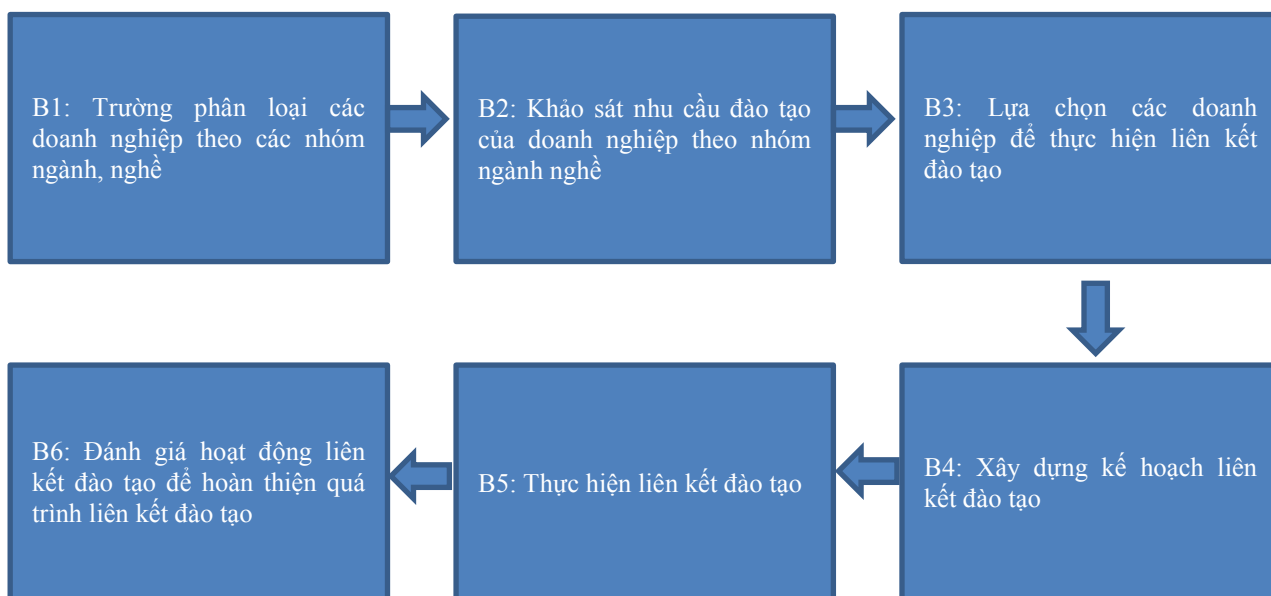 B1: Trường phân loại các
doanh nghiệp theo các nhóm
ngành, nghề
B2: Khảo sát nhu cầu đào tạo
của doanh nghiệp theo nhóm
ngành nghề
B3: Lựa chọn các doanh
nghiệp để thực hiện liên kết
đào tạo
B4: Xây dựng kế hoạch liên
kết đào tạo
B5: Thực hiện liên kết đào tạo
B6: Đánh giá hoạt động liên
kết đào tạo để hoàn thiện quá
trình liên kết đào tạo